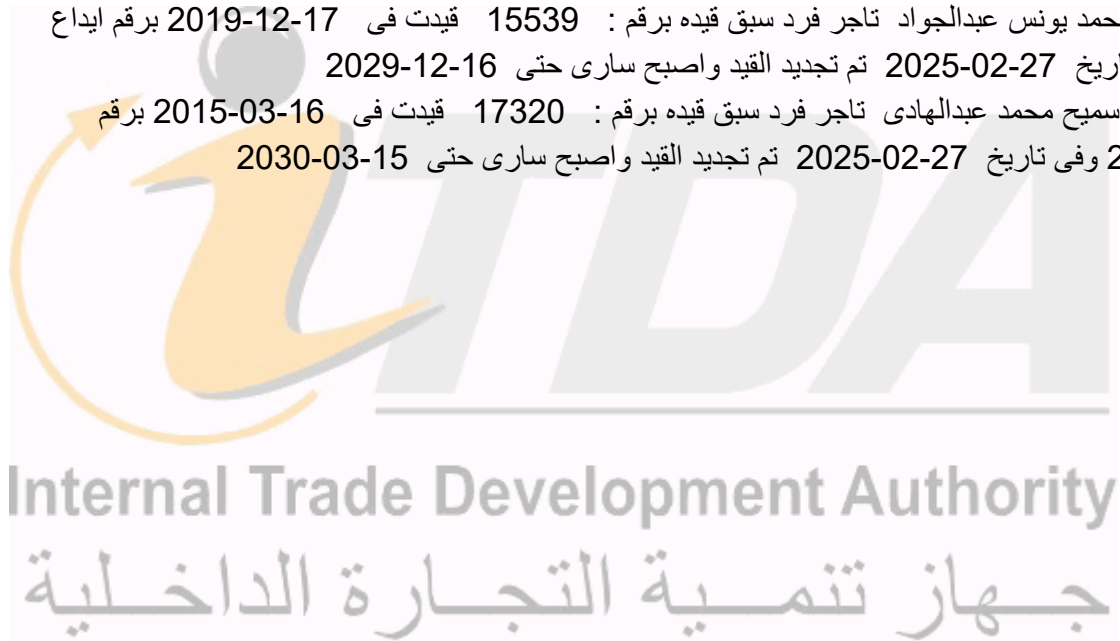 حمد يونس عبدالجواد تاجر فرد سبق قيده برقم : 15539 قيدت فى 17-12-2019 برقم ايداع
اريخ 27-02-2025 تم تجديد القيد واصبح سارى حتى 16-12-2029
سميح محمد عبدالهادى تاجر فرد سبق قيده برقم : 17320 قيدت فى 16-03-2015 برقم
2 وفى تاريخ 27-02-2025 تم تجديد القيد واصبح سارى حتى 15-03-2030
iTDA
Internal Trade Development Authority
جهاز تنمية التجارة الداخلية